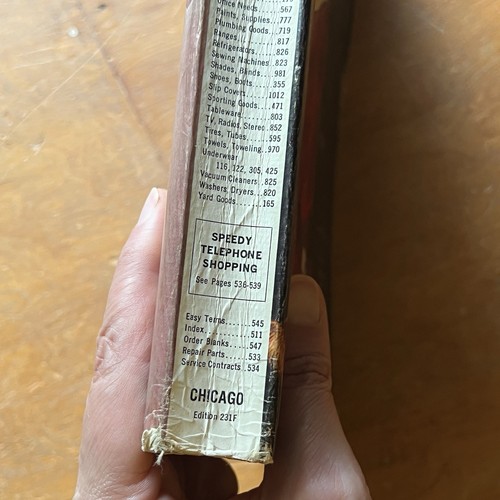 Office Needs......567
Paints, Supplies..777
Plumbing Goods..719
Ranges..........817
Refrigerators.....826
Sewing Machines..823
Shades, Blinds....981
Shoes, Boots.....355
Slip Covers.....1012
Sporting Goods...471
Tableware........803
TV, Radios, Stereo.852
Tires, Tubes......595
Towels, Toweling..970
Underwear
116, 122, 305, 425
Vacuum Cleaners..825
Washers, Dryers...820
Yard Goods.......165
SPEEDY
TELEPHONE
SHOPPING
See Pages 536-539
Easy Terms.......545
Index............511
Order Blanks.....547
Repair Parts.....533
Service Contracts..534
CHICAGO
Edition 231F